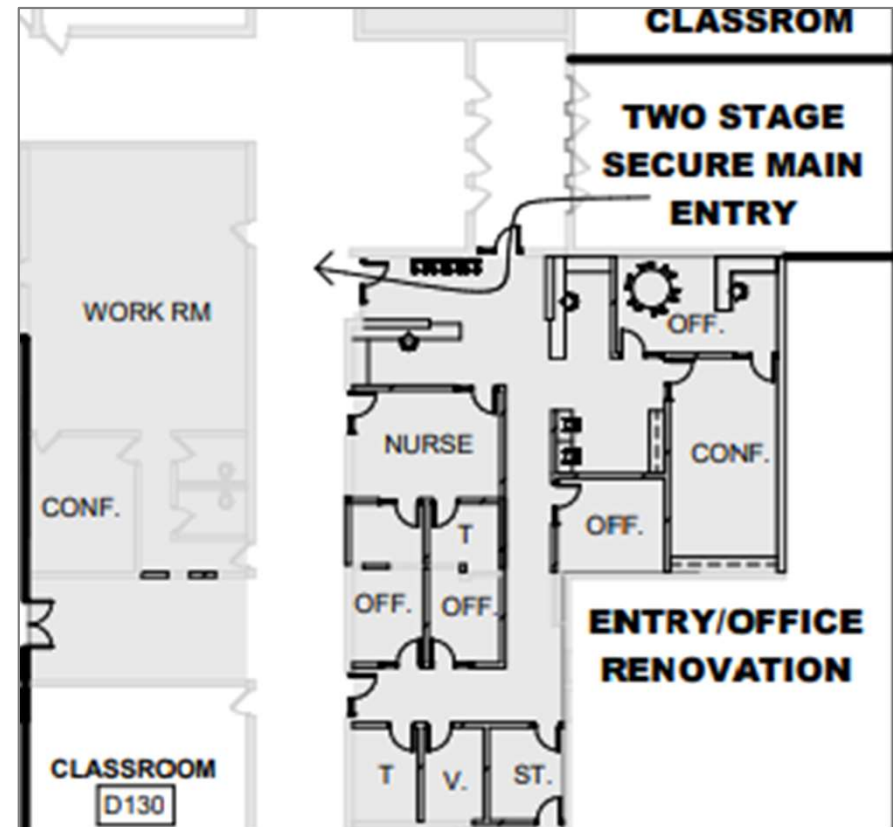 CLASSROM
TWO STAGE
SECURE MAIN
ENTRY
WORK RM
OFF.
NURSE
CONF.
CONF.
T
OFF.
OFF.
OFF.
ENTRY/OFFICE
RENOVATION
CLASSROOM
D130
T
V.
ST.